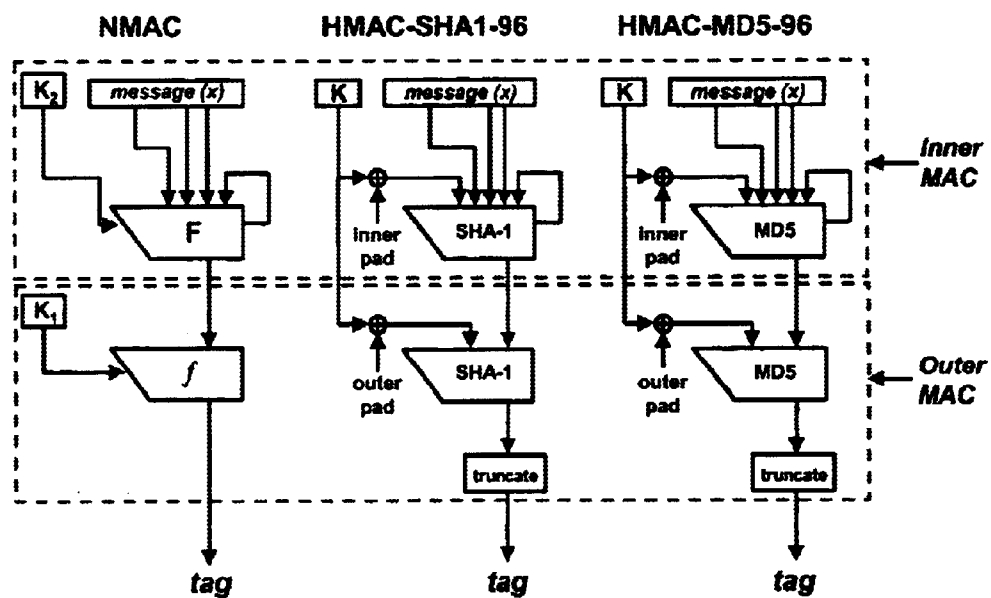 NMAC HMAC-SHA1-96 HMAC-MD5-96
K2 message (x) K message (x) K message (x)
Inner
MAC
F SHA-1 MD5
inner
pad
inner
pad
K1
f SHA-1 MD5
outer
pad
outer
pad
Outer
MAC
truncate truncate
tag tag tag